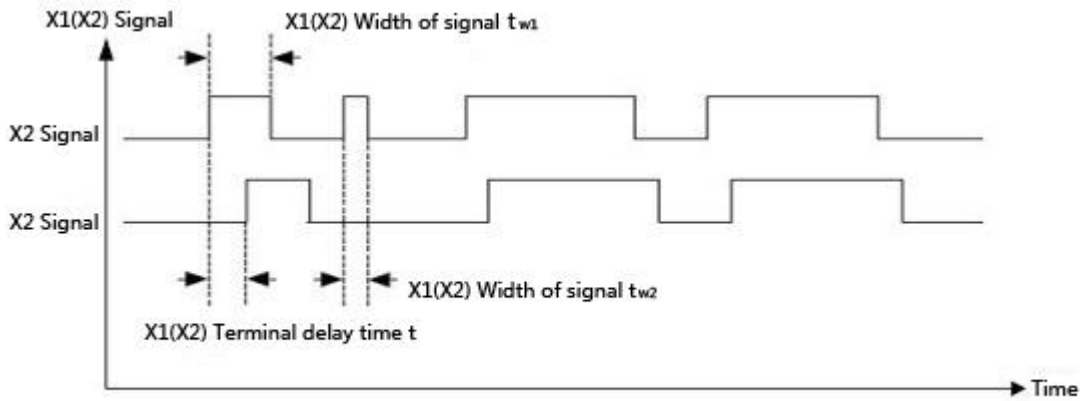 X1(X2) Signal
X1(X2) Width of signal tw1
X2 Signal
X2 Signal
X1(X2) Width of signal tw2
X1(X2) Terminal delay time t
Time